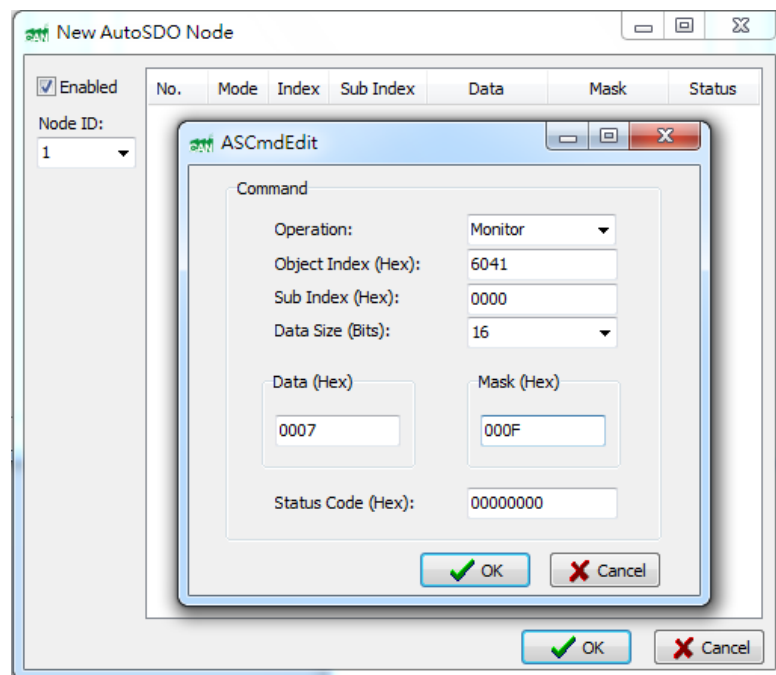 New AutoSDO Node
Enabled
No. Mode Index Sub Index Data Mask Status
Node ID:
1
ASCmdEdit
Command
Operation: Monitor
Object Index (Hex): 6041
Sub Index (Hex): 0000
Data Size (Bits): 16
Data (Hex) Mask (Hex)
0007 000F
Status Code (Hex): 00000000
OK Cancel
OK Cancel